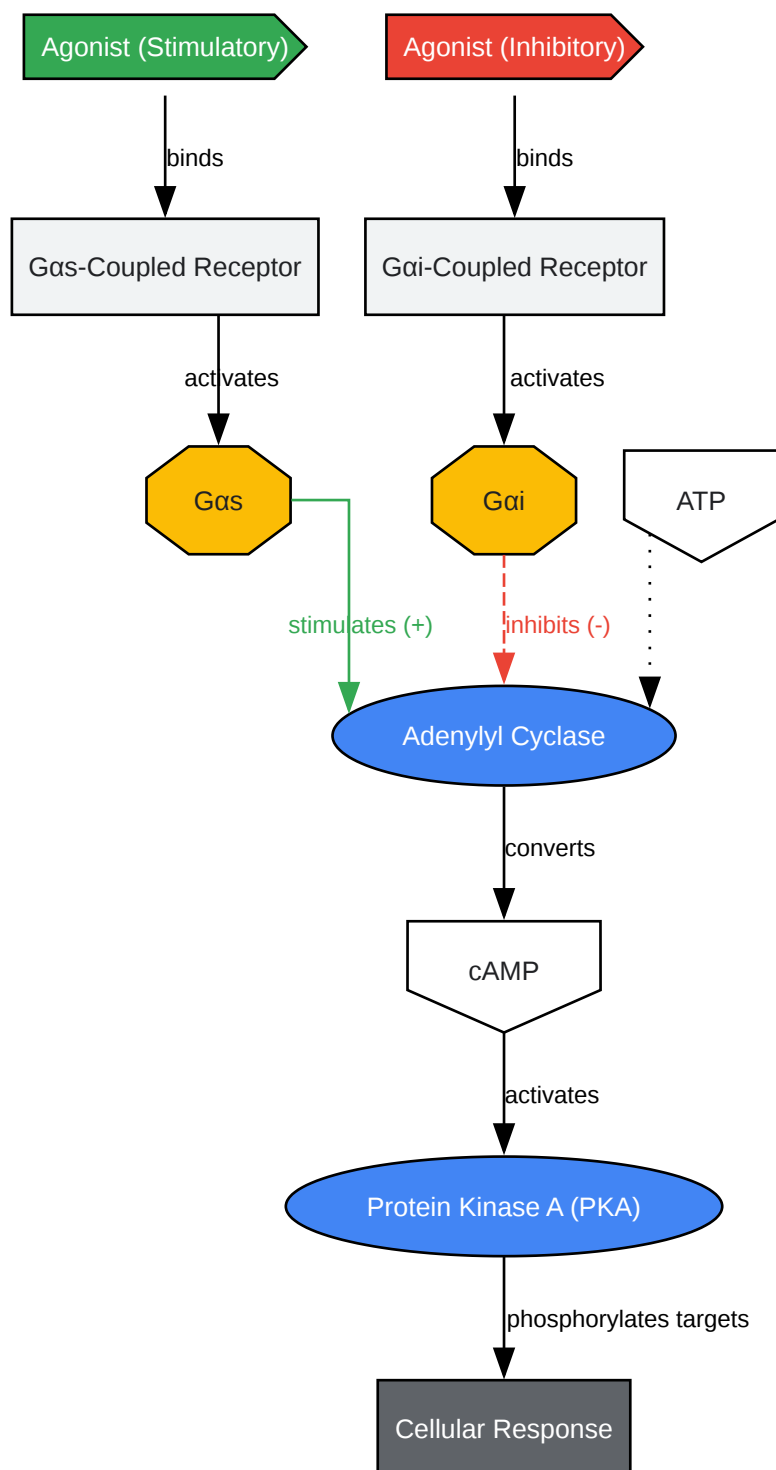 Agonist (Stimulatory)
Agonist (Inhibitory)
binds
binds
Gαs-Coupled Receptor
Gαi-Coupled Receptor
activates
activates
Gαs
Gαi
ATP
stimulates (+)
inhibits (-)
Adenylyl Cyclase
converts
cAMP
activates
Protein Kinase A (PKA)
phosphorylates targets
Cellular Response